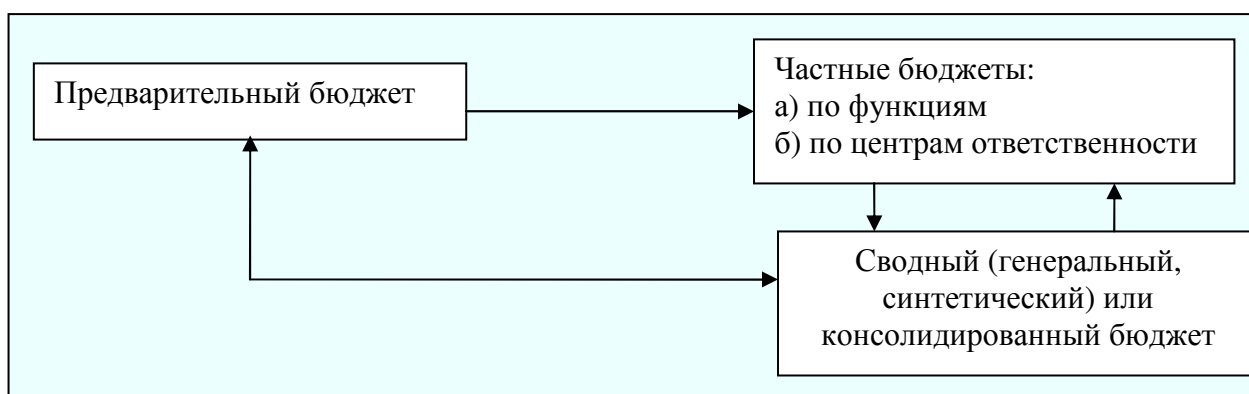 Предварительный бюджет
Частные бюджеты:
а) по функциям
б) по центрам ответственности
Сводный (генеральный,
синтетический) или
консолидированный бюджет